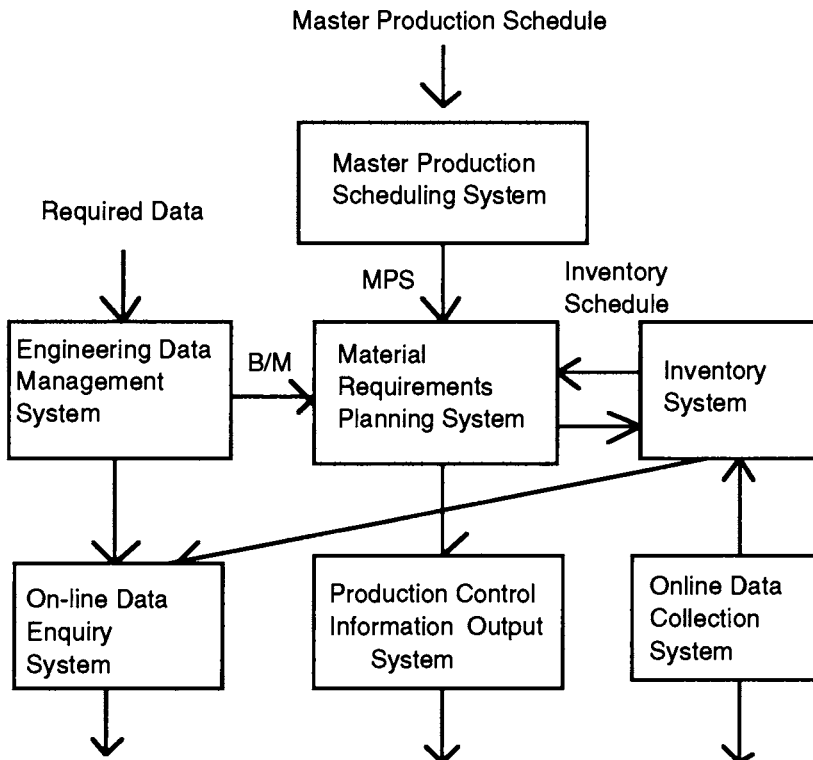 Master Production Schedule
Master Production
Scheduling System
Required Data
MPS
Inventory
Schedule
Engineering Data
Management
System
B/M
Material
Requirements
Planning System
Inventory
System
On-line Data
Enquiry
System
Production Control
Information Output
System
Online Data
Collection
System